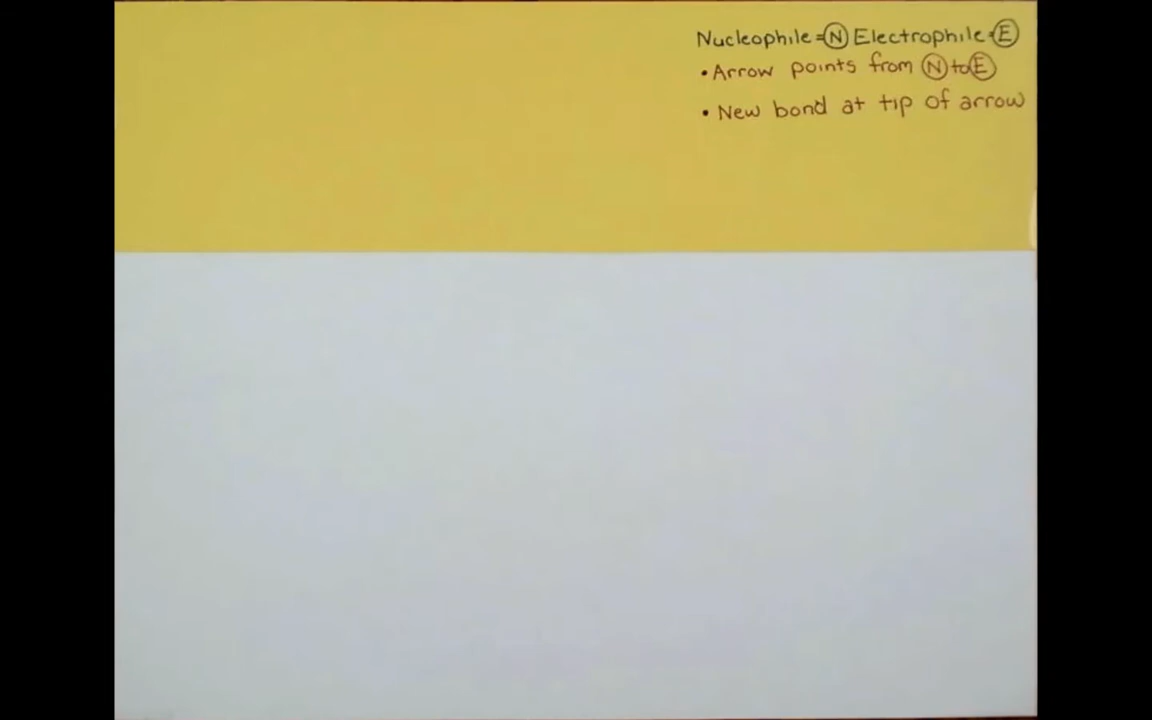 Nucleophile=Ⓝ Electrophile=Ⓔ
• Arrow points from Ⓝ to Ⓔ
• New bond at tip of arrow